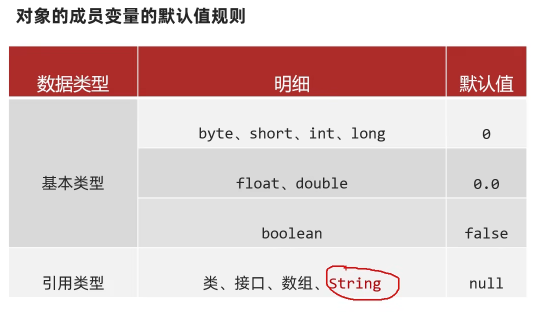 对象的成员变量的默认值规则
数据类型 明细 默认值
byte、short、int、long 0
基本类型 float、double 0.0
boolean false
引用类型 类、接口、数组、String null